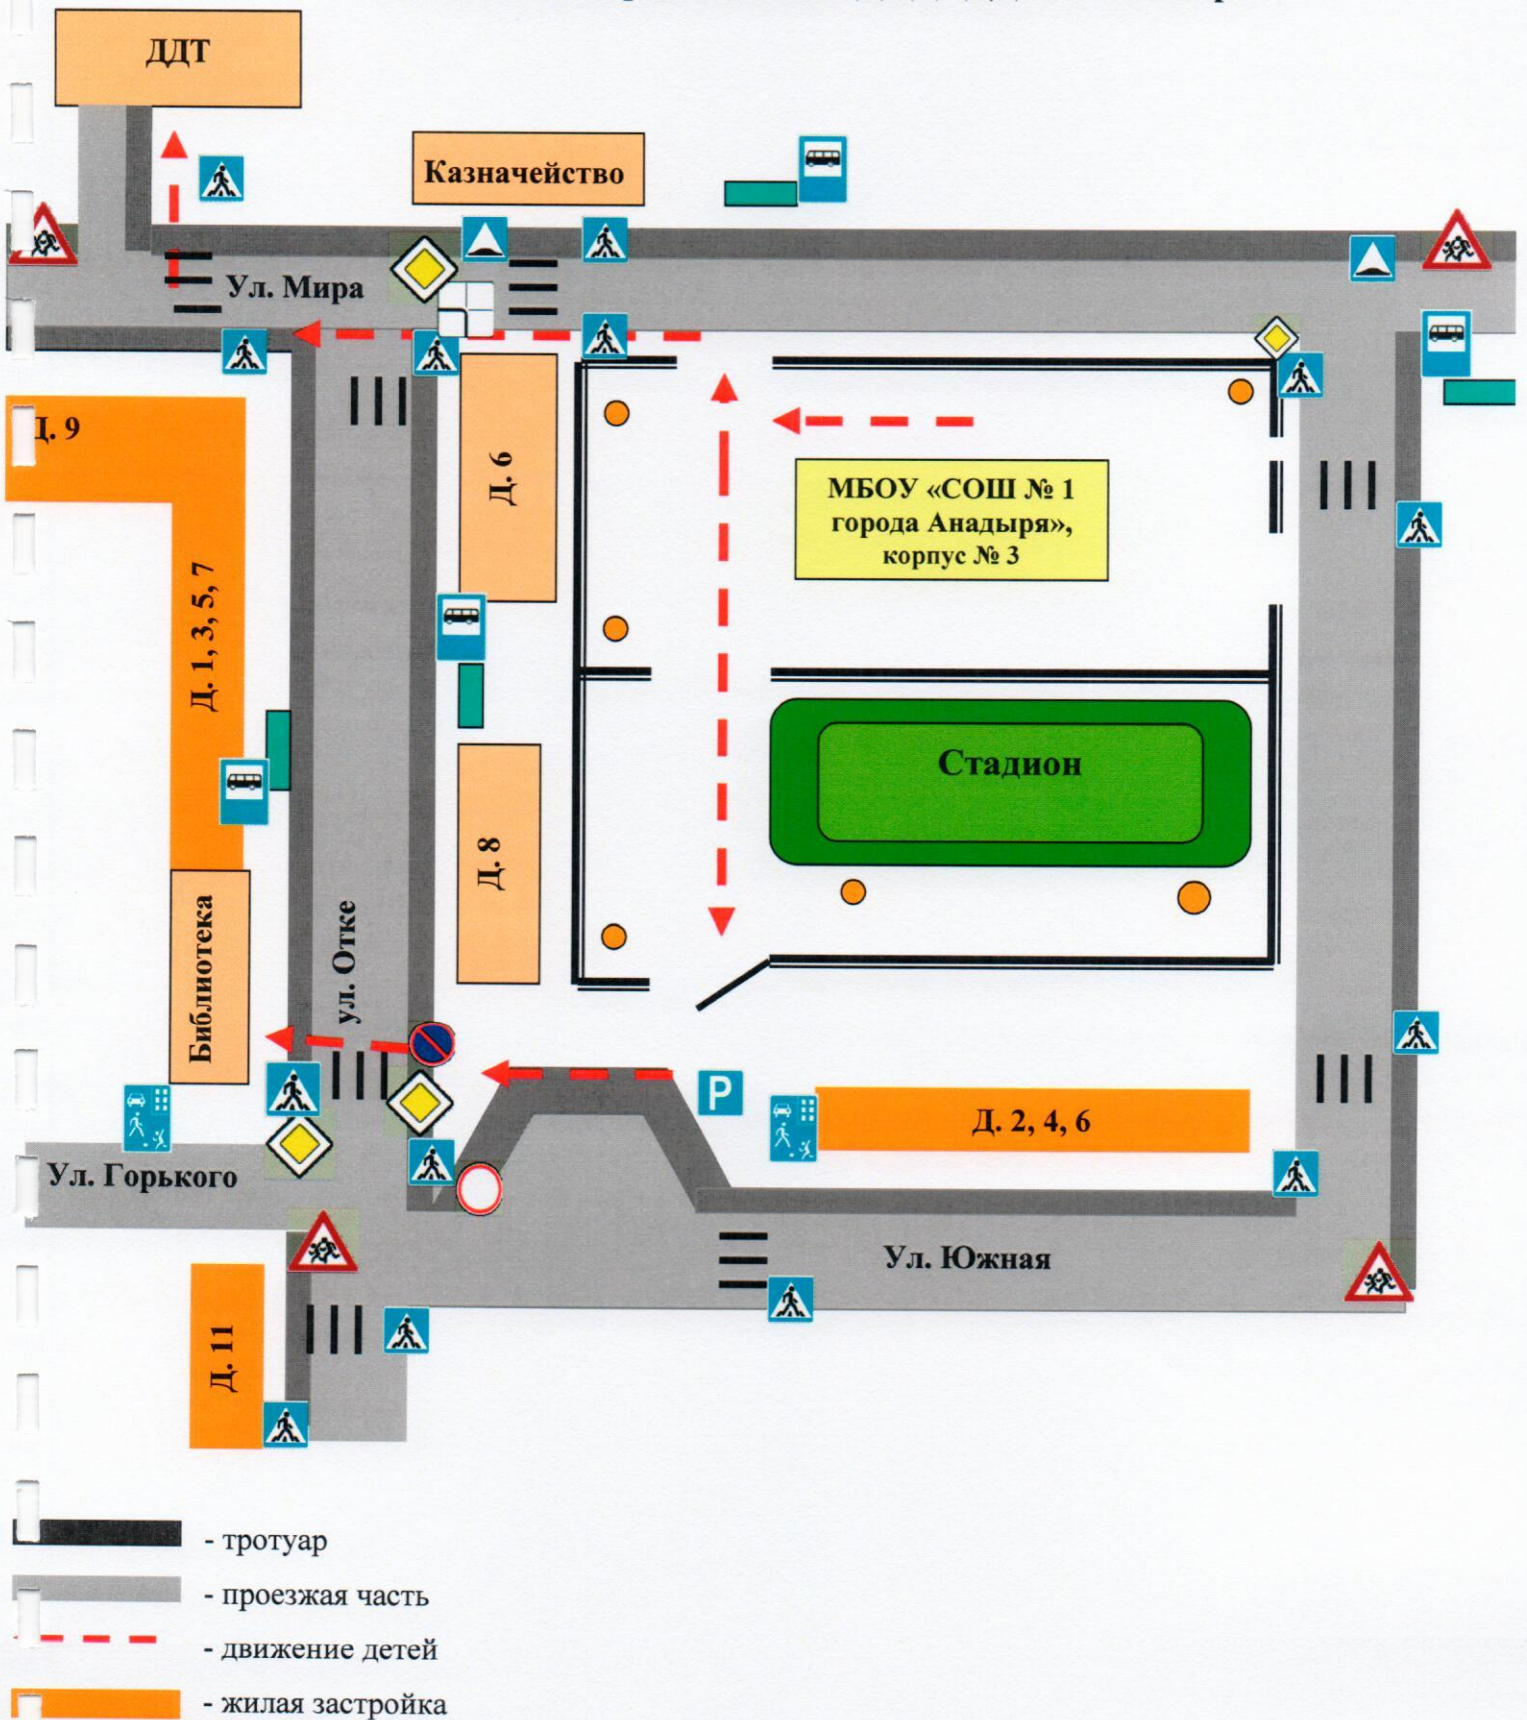 ДДТ
Казначейство
Ул. Мира
Д. 9
Д. 6
МБОУ «СОШ № 1
города Анадыря»,
корпус № 3
Д. 1, 3, 5, 7
Стадион
Д. 8
Библиотека
ул. Отке
P
Д. 2, 4, 6
Ул. Горького
Ул. Южная
Д. 11
- тротуар
- проезжая часть
- движение детей
- жилая застройка